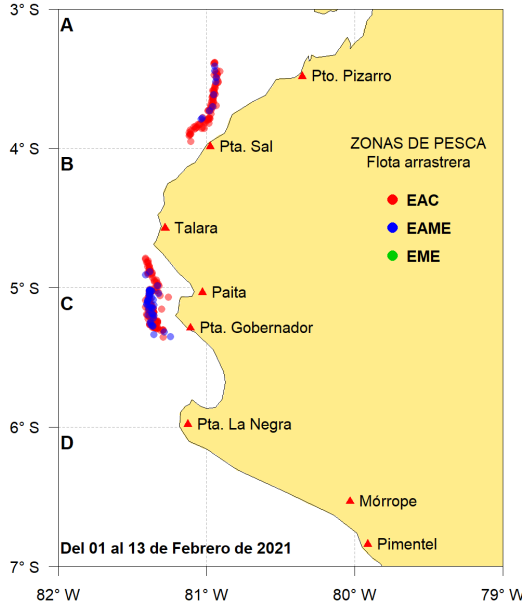 3° S
A
Pto. Pizarro
ZONAS DE PESCA
Flota arrastrera
4° S
Pta. Sal
B
EAC
Talara
EAME
EME
5° S
Paita
C
Pta. Gobernador
6° S
Pta. La Negra
D
Mórrope
Pimentel
Del 01 al 13 de Febrero de 2021
7° S
82° W 81° W 80° W 79° W